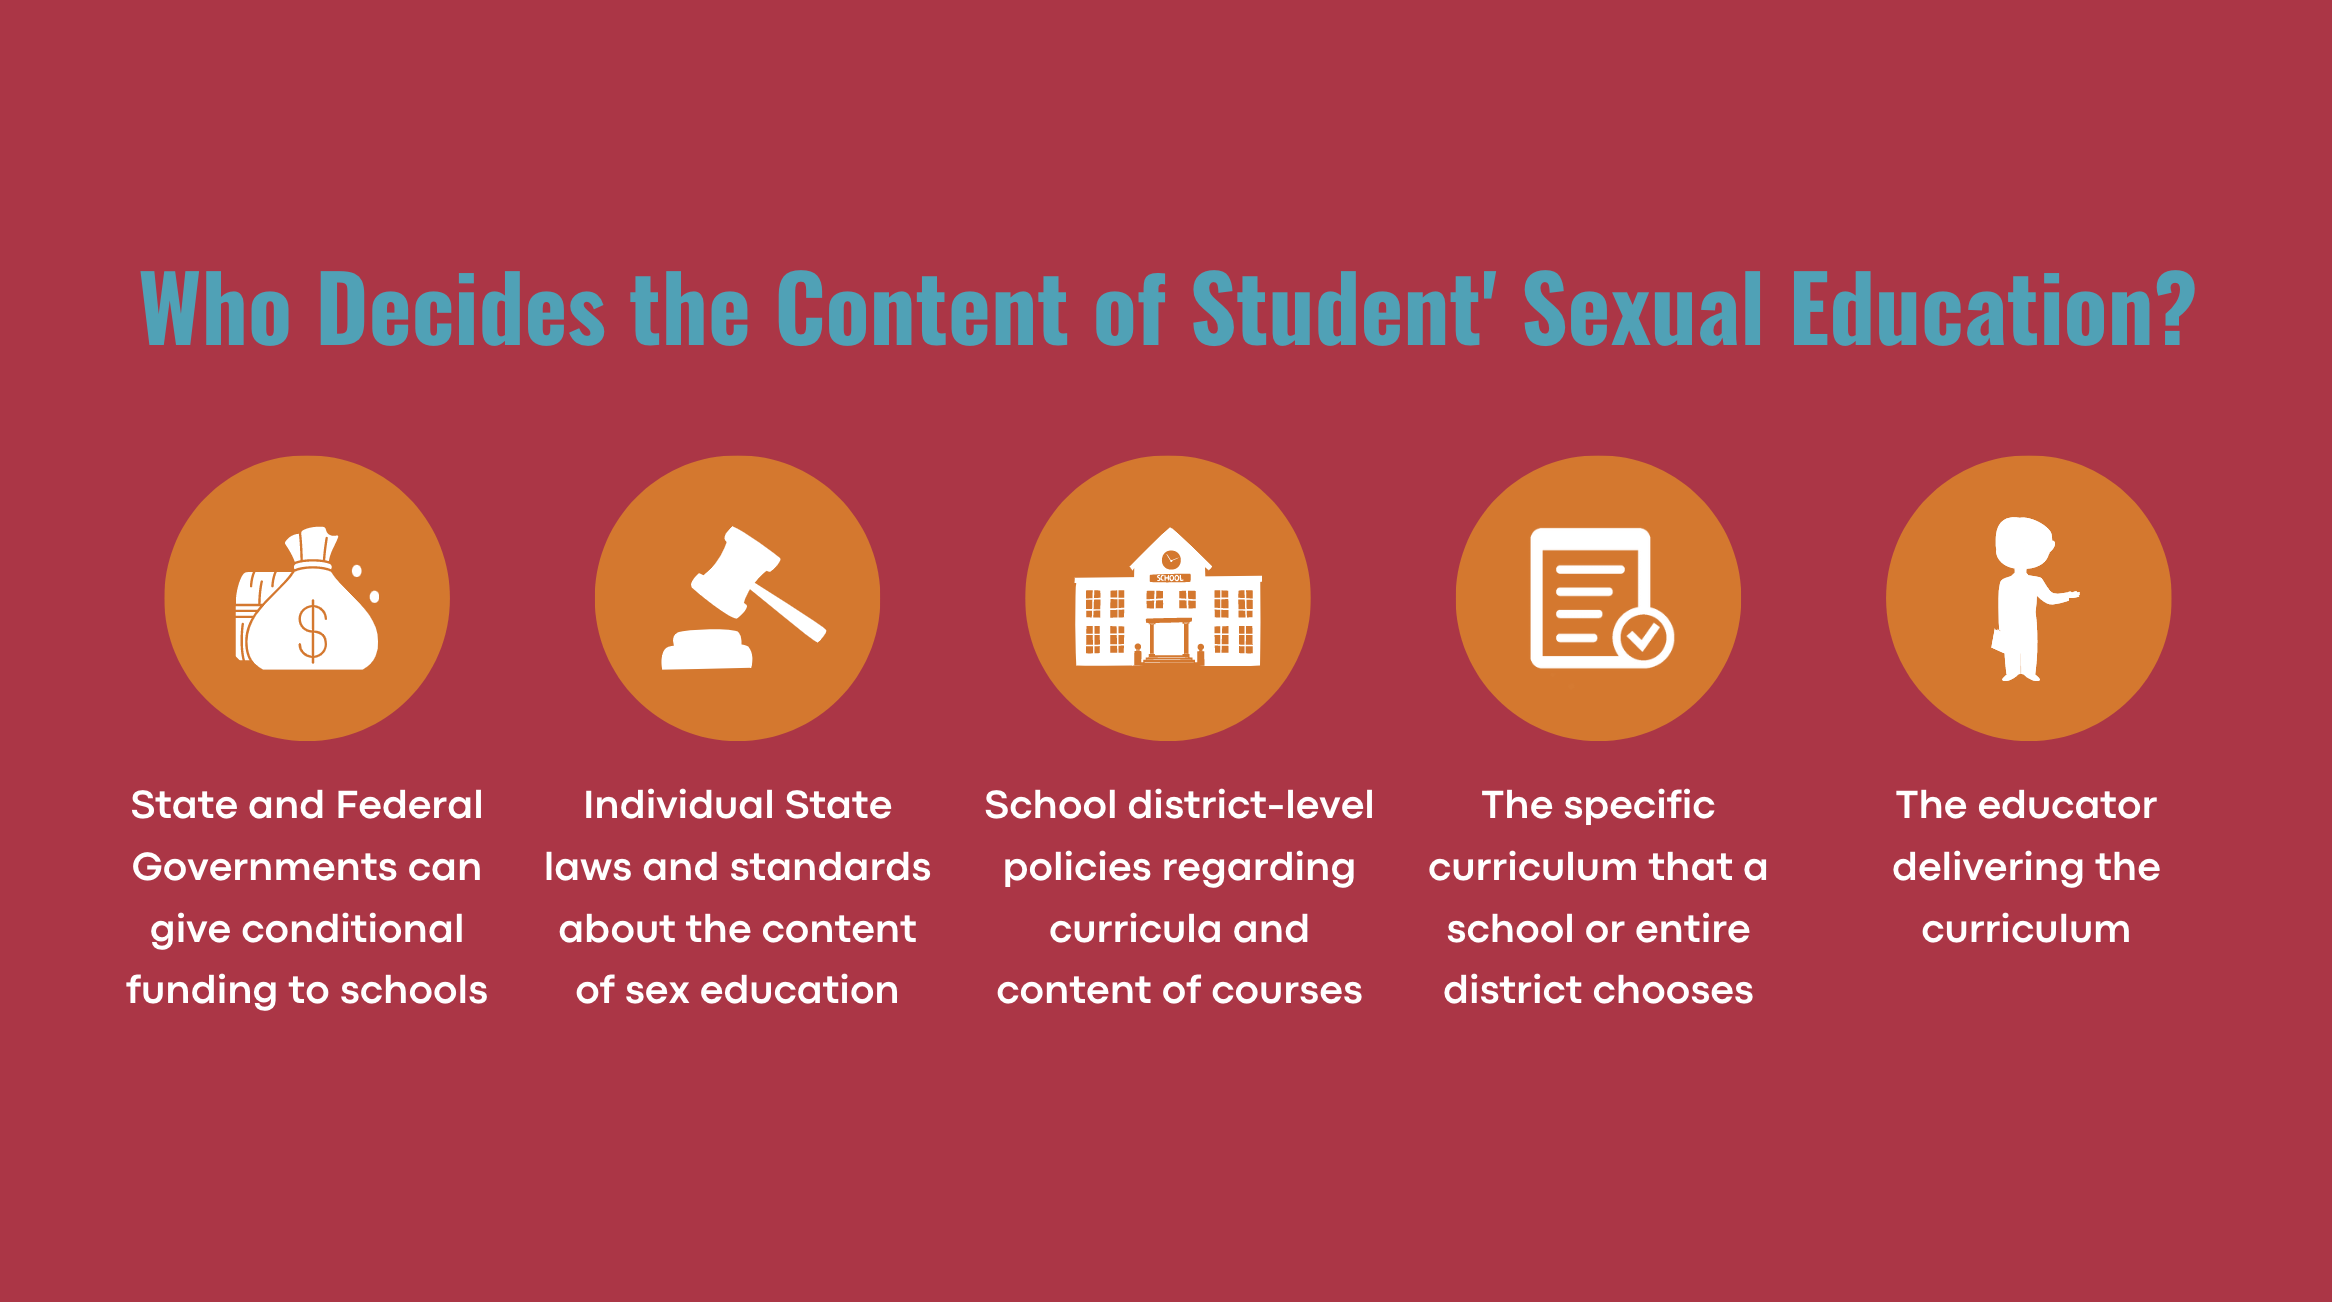 Who Decides the Content of Student' Sexual Education?
SCHOOL
State and Federal
Governments can
give conditional
funding to schools
Individual State
laws and standards
about the content
of sex education
School district-level
policies regarding
curricula and
content of courses
The specific
curriculum that a
school or entire
district chooses
The educator
delivering the
curriculum